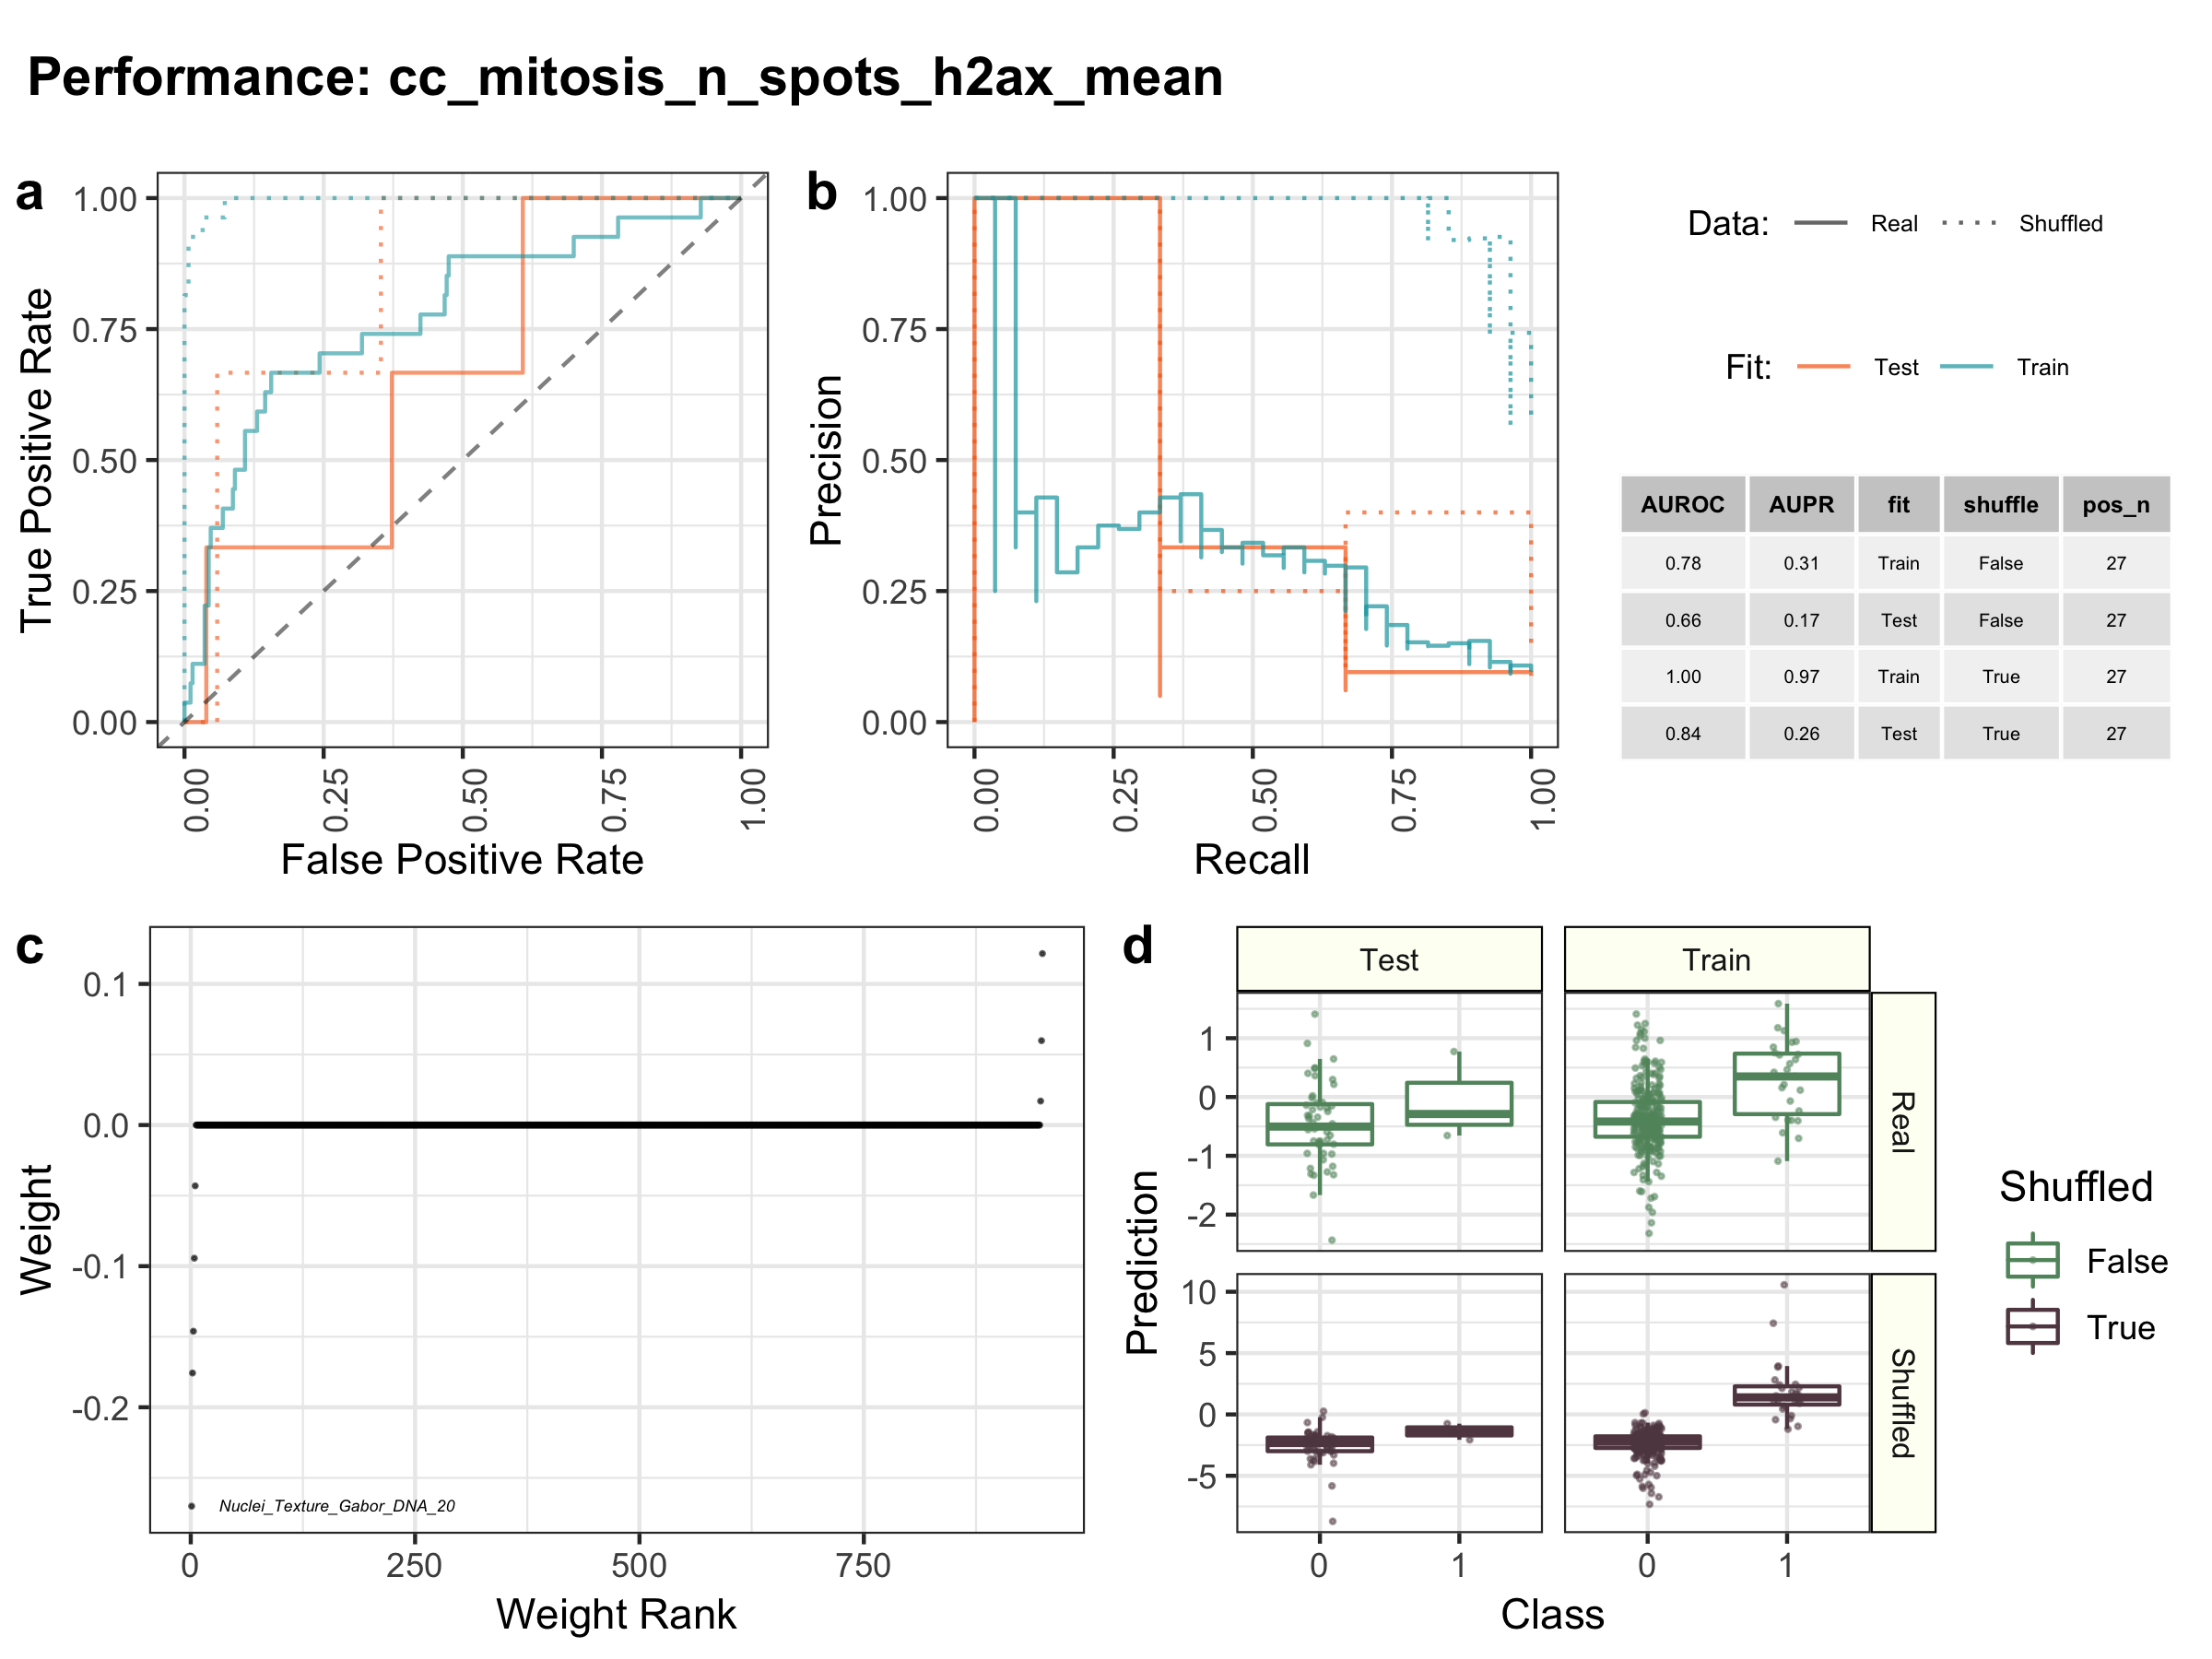 Performance: cc_mitosis_n_spots_h2ax_mean
a
1.00
0.75
0.50
0.25
0.00
True Positive Rate
0.00
0.25
0.50
0.75
1.00
False Positive Rate
b
1.00
0.75
0.50
0.25
0.00
Precision
0.00
0.25
0.50
0.75
1.00
Recall
Data: Real Shuffled
Fit: Test Train
AUROC AUPR fit shuffle pos_n
0.78 0.31 Train False 27
0.66 0.17 Test False 27
1.00 0.97 Train True 27
0.84 0.26 Test True 27
c
0.1
0.0
-0.1
-0.2
Weight
Nuclei_Texture_Gabor_DNA_20
0 250 500 750
Weight Rank
d
Test Train
1
0
-1
-2
Real
10
5
0
-5
Shuffled
Prediction
0 1 0 1
Class
Shuffled
False
True